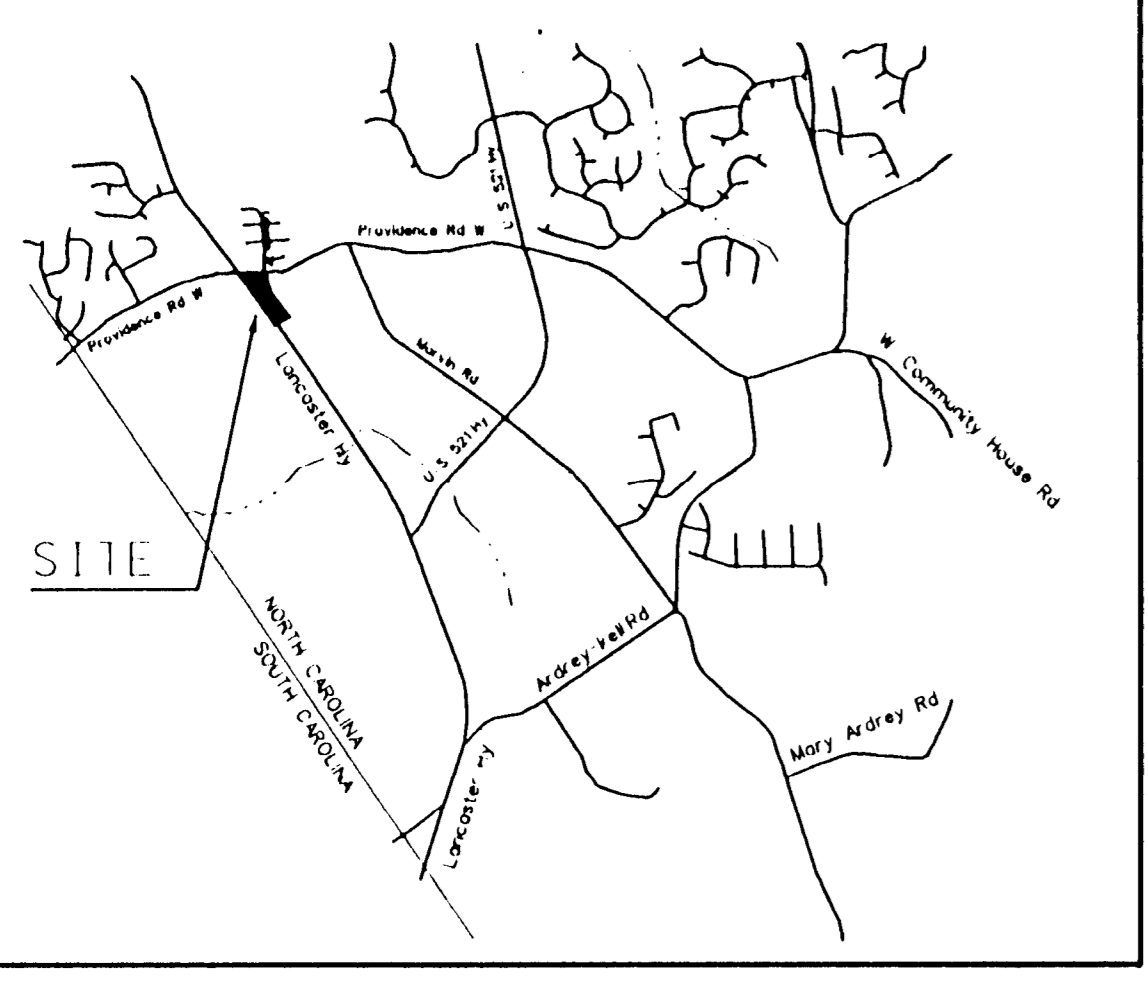 U S 521 Hy
Providence Rd W
Providence Rd W
Marvin Rd
Lancaster Hy
U S 521 Hy
W Community House Rd
SITE
NORTH CAROLINA
SOUTH CAROLINA
Ardrey-Kell Rd
Mary Ardrey Rd
Lancaster Hy